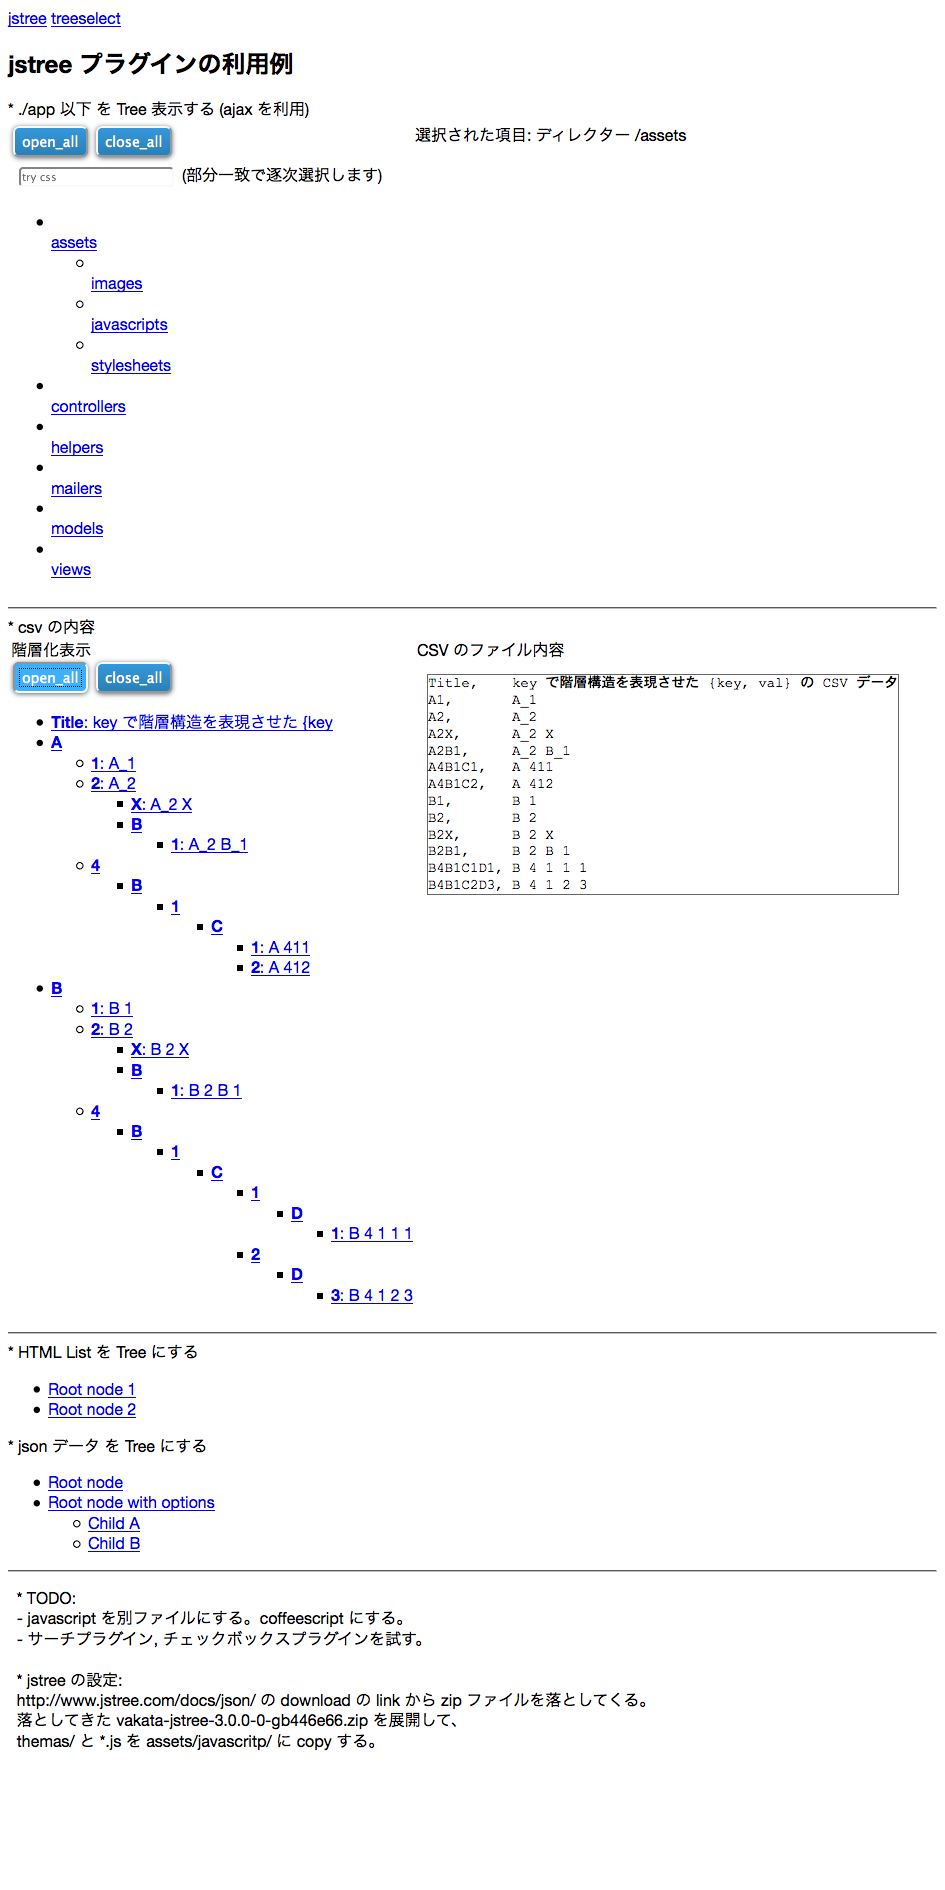 jstree treeselect
jstree プラグインの利用例
* ./app 以下 を Tree 表示する (ajax を利用)
open_all close_all
選択された項目: ディレクター /assets
try css (部分一致で逐次選択します)
assets
images
javascripts
stylesheets
controllers
helpers
mailers
models
views
* csv の内容
階層化表示
open_all close_all
Title: key で階層構造を表現させた {key
A
1: A_1
2: A_2
X: A_2 X
B
1: A_2 B_1
4
B
1
C
1: A 411
2: A 412
B
1: B 1
2: B 2
X: B 2 X
B
1: B 2 B 1
4
B
1
C
1
D
1: B 4 1 1 1
2
D
3: B 4 1 2 3
CSV のファイル内容
Title, key で階層構造を表現させた {key, val} の CSV データ
A1, A_1
A2, A_2
A2X, A_2 X
A2B1, A_2 B_1
A4B1C1, A 411
A4B1C2, A 412
B1, B 1
B2, B 2
B2X, B 2 X
B2B1, B 2 B 1
B4B1C1D1, B 4 1 1 1
B4B1C2D3, B 4 1 2 3
* HTML List を Tree にする
Root node 1
Root node 2
* json データ を Tree にする
Root node
Root node with options
Child A
Child B
* TODO:
- javascript を別ファイルにする。coffeescript にする。
- サーチプラグイン, チェックボックスプラグインを試す。
* jstree の設定:
http://www.jstree.com/docs/json/ の download の link から zip ファイルを落としてくる。
落としてきた vakata-jstree-3.0.0-0-gb446e66.zip を展開して、
themas/ と *.js を assets/javascritp/ に copy する。